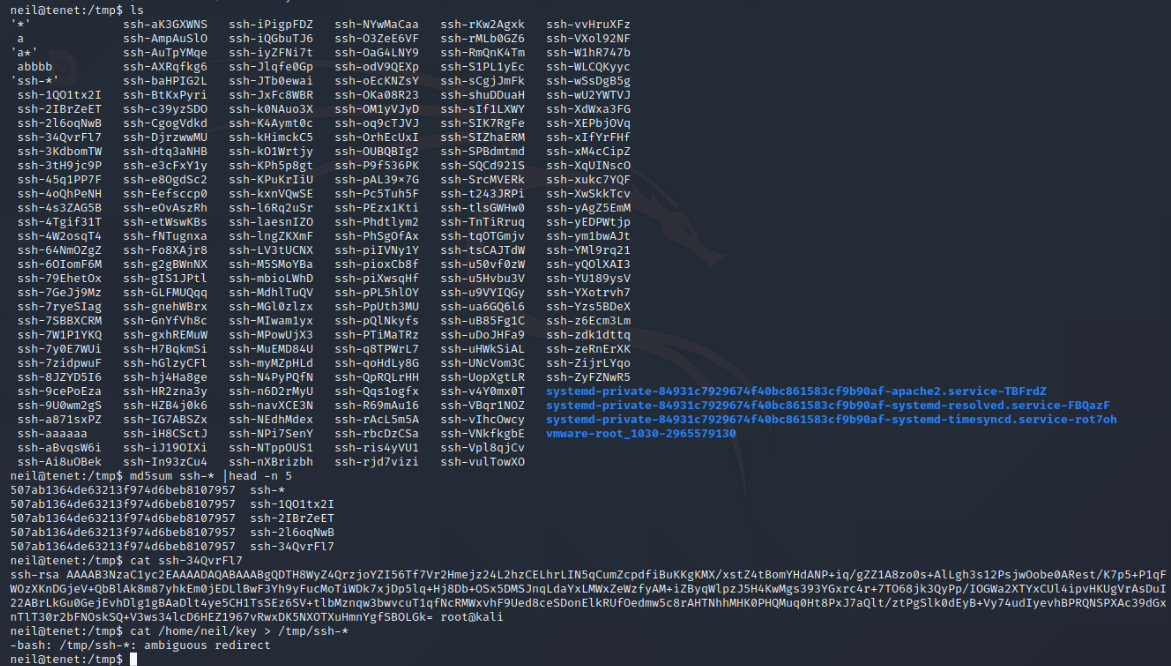 neil@tenet:/tmp$ ls
'*' ssh-aK3GXWNS ssh-iPigpFDZ ssh-NYwMaCaa ssh-rKw2Agxk ssh-vvHruXFz
a ssh-AmpAuSlO ssh-iQGbuTJ6 ssh-O3ZeE6VF ssh-rMLb0GZ6 ssh-VXol92NF
'a*' ssh-AuTpYMqe ssh-iyZFNi7t ssh-OaG4LNY9 ssh-RmQnK4Tm ssh-W1hR747b
abbbb ssh-AXRqfkg6 ssh-Jlqfe0Gp ssh-odV9QEXp ssh-S1PL1yEc ssh-WLCQKyyc
'ssh-*' ssh-baHPIG2L ssh-JTb0ewai ssh-oEcKNZsY ssh-sCgjJmFk ssh-wSsDgB5g
ssh-1QO1tx2I ssh-BtKxPyri ssh-JxFc8WBR ssh-OKa08R23 ssh-shuDDuaH ssh-wU2YWTVJ
ssh-2IBrZeET ssh-c39yzSDO ssh-k0NAuo3X ssh-OM1yVJyD ssh-sIf1LXWY ssh-XdWxa3FG
ssh-2l6oqNwB ssh-CgogVdkd ssh-K4Aymt0c ssh-oq9cTJVJ ssh-SIK7RgFe ssh-XEPbjOVq
ssh-34QvrFl7 ssh-DjrzwwMU ssh-kHimckC5 ssh-OrhEcUxI ssh-SIZhaERM ssh-xIfYrFHf
ssh-3KdbomTW ssh-dtq3aNHB ssh-kO1Wrtjy ssh-OUBQBIg2 ssh-SPBdmtmd ssh-xM4cCipZ
ssh-3tH9jc9P ssh-e3cFxY1y ssh-KPh5p8gt ssh-P9f536PK ssh-SQCd921S ssh-XqUINscO
ssh-45q1PP7F ssh-e8OgdSc2 ssh-KPuKrIiU ssh-pAL39×7G ssh-SrcMVERk ssh-xukc7YQF
ssh-4oQhPeNH ssh-Eefsccp0 ssh-kxnVQwSE ssh-Pc5Tuh5F ssh-t243JRPi ssh-XwSkkTcv
ssh-4s3ZAG5B ssh-eOvAszRh ssh-l6Rq2uSr ssh-PEzx1Kti ssh-tlsGWHw0 ssh-yAgZ5EmM
ssh-4Tgif31T ssh-etWswKBs ssh-laesnIZO ssh-Phdtlym2 ssh-TnTiRruq ssh-yEDPWtjp
ssh-4W2osqT4 ssh-fNTugnxa ssh-lngZKXmF ssh-PhSgOfAx ssh-tqOTGmjv ssh-ym1bwAJt
ssh-64NmOZgZ ssh-Fo8XAjr8 ssh-LV3tUCNX ssh-piIVNy1Y ssh-tsCAJTdW ssh-YMl9rq21
ssh-6OIomF6M ssh-g2gBWnNX ssh-M5SMoYBa ssh-pioxCb8f ssh-u50vf0zW ssh-yQOlXAI3
ssh-79EhetOx ssh-gIS1JPtl ssh-mbioLWhD ssh-piXwsqHf ssh-u5Hvbu3V ssh-YU189ysV
ssh-7GeJj9Mz ssh-GLFMUQqq ssh-MdhlTuQV ssh-pPL5hlOY ssh-u9VYIQGy ssh-YXotrvh7
ssh-7ryeSIag ssh-gnehWBrx ssh-MGl0zlzx ssh-PpUth3MU ssh-ua6GQ6l6 ssh-Yzs5BDeX
ssh-7SBBXCRM ssh-GnYfVh8c ssh-MIwam1yx ssh-pQlNkyfs ssh-uB85Fg1C ssh-z6Ecm3Lm
ssh-7W1P1YKQ ssh-gxhREMuW ssh-MPowUjX3 ssh-PTiMaTRz ssh-uDoJHFa9 ssh-zdk1dttq
ssh-7y0E7WUi ssh-H7BqkmSi ssh-MuEMD84U ssh-q8TPWrL7 ssh-uHWkSiAL ssh-zeRnErXK
ssh-7zidpwuf ssh-hGlzyCFl ssh-myMZpHLd ssh-qoHdLy8G ssh-UNcVom3C ssh-ZijrLYqo
ssh-8JZYD5I6 ssh-hj4Ha8ge ssh-N4PyPQfN ssh-QpRQLrHH ssh-UopXgtLR ssh-ZyFZNwR5
ssh-9cePoEza ssh-HR2zna3y ssh-n6D2rMyU ssh-Qqs1ogfx ssh-v4Y0mx0T systemd-private-84931c7929674f40bc861583cf9b90af-apache2.service-TBFrdZ
ssh-9U0wm2gS ssh-HZB4j0k6 ssh-navXCE3N ssh-R69mAu16 ssh-VBqr1NOZ systemd-private-84931c7929674f40bc861583cf9b90af-systemd-resolved.service-FBQazF
ssh-a871sxPZ ssh-IG7ABSZx ssh-NEdhMdex ssh-rAcL5m5A ssh-vIhcOwcy systemd-private-84931c7929674f40bc861583cf9b90af-systemd-timesyncd.service-rot7oh
ssh-aaaaaa ssh-iH8CSctJ ssh-NPi7SenY ssh-rbcDzCSa ssh-VNkfkgbE vmware-root_1030-2965579130
ssh-aBvqsW6i ssh-iJ19OIXi ssh-NTpp0US1 ssh-ris4yVU1 ssh-Vpl8qjCv
ssh-Ai8uOBek ssh-In93zCu4 ssh-nXBrizbh ssh-rjd7vizi ssh-vulTowXO
neil@tenet:/tmp$ md5sum ssh-* |head -n 5
507ab1364de63213f974d6beb8107957 ssh-*
507ab1364de63213f974d6beb8107957 ssh-1QO1tx2I
507ab1364de63213f974d6beb8107957 ssh-2IBrZeET
507ab1364de63213f974d6beb8107957 ssh-2l6oqNwB
507ab1364de63213f974d6beb8107957 ssh-34QvrFl7
neil@tenet:/tmp$ cat ssh-34QvrFl7
ssh-rsa AAAAB3NzaC1yc2EAAAADAQABAAABgQDTH8WyZ4QrzjoYZI56Tf7Vr2Hmejz24L2hzCELhrLIN5qCumZcpdfiBuKKgKMX/xstZ4tBomYHdANP+iq/gZZ1A8zo0s+AlLgh3s12PsjwOobe0ARest/K7p5+P1qF
WOzXKnDGjeV+QbBlAk8m87yhkEm0jEDLlBwF3Yh9yFucMoTiWDk7xjDp5lq+Hj8Db+OSx5DMSJnqLdaYxLMWxZeWzfyAM+iZByqWlpzJ5H4KwMgs393YGxrc4r+7TO68jk3QyPp/IOGWa2XTYxCUl4ipvHKUgVrAsDuI
22ABrLkGu0GejEvhDlg1gBAaDlt4ye5CH1TsSEz6SV+tlbMznqw3bwvcuT1qfNcRMWxvhF9Ued8ceSDonElkRUfOedmw5c8rAHTNhhMHK0PHQMuq0Ht8PxJ7aQlt/ztPgSlk0dEyB+Vy74udIyevhBPRQNSPXAc39dGx
nTlT30r2bFNOskSQ+V3ws34lcD6HEZ1967vRwxDK5NXOTXuHmnYgfSBOLGk= root@kali
neil@tenet:/tmp$ cat /home/neil/key > /tmp/ssh-*
-bash: /tmp/ssh-*: ambiguous redirect
neil@tenet:/tmp$